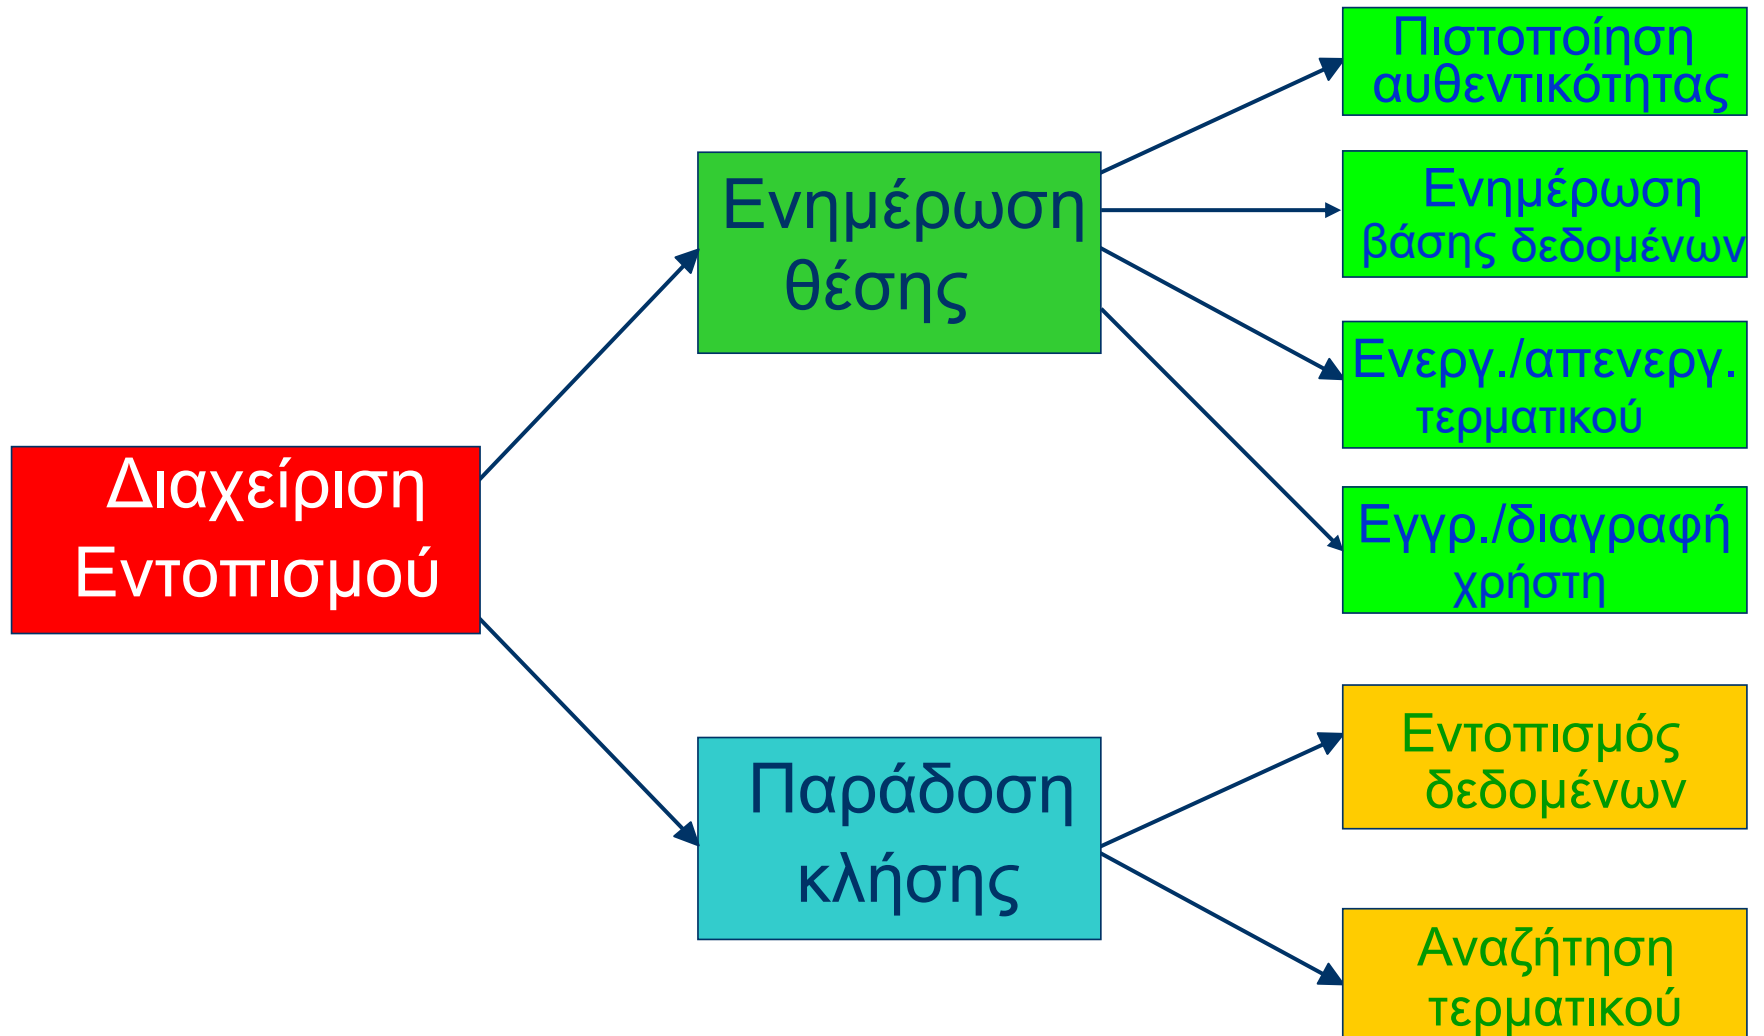 Διαχείριση
Εντοπισμού
Ενημέρωση
θέσης
Πιστοποίηση
αυθεντικότητας
Ενημέρωση
βάσης δεδομένων
Ενεργ./απενεργ.
τερματικού
Εγγρ./διαγραφή
χρήστη
Παράδοση
κλήσης
Εντοπισμός
δεδομένων
Αναζήτηση
τερματικού